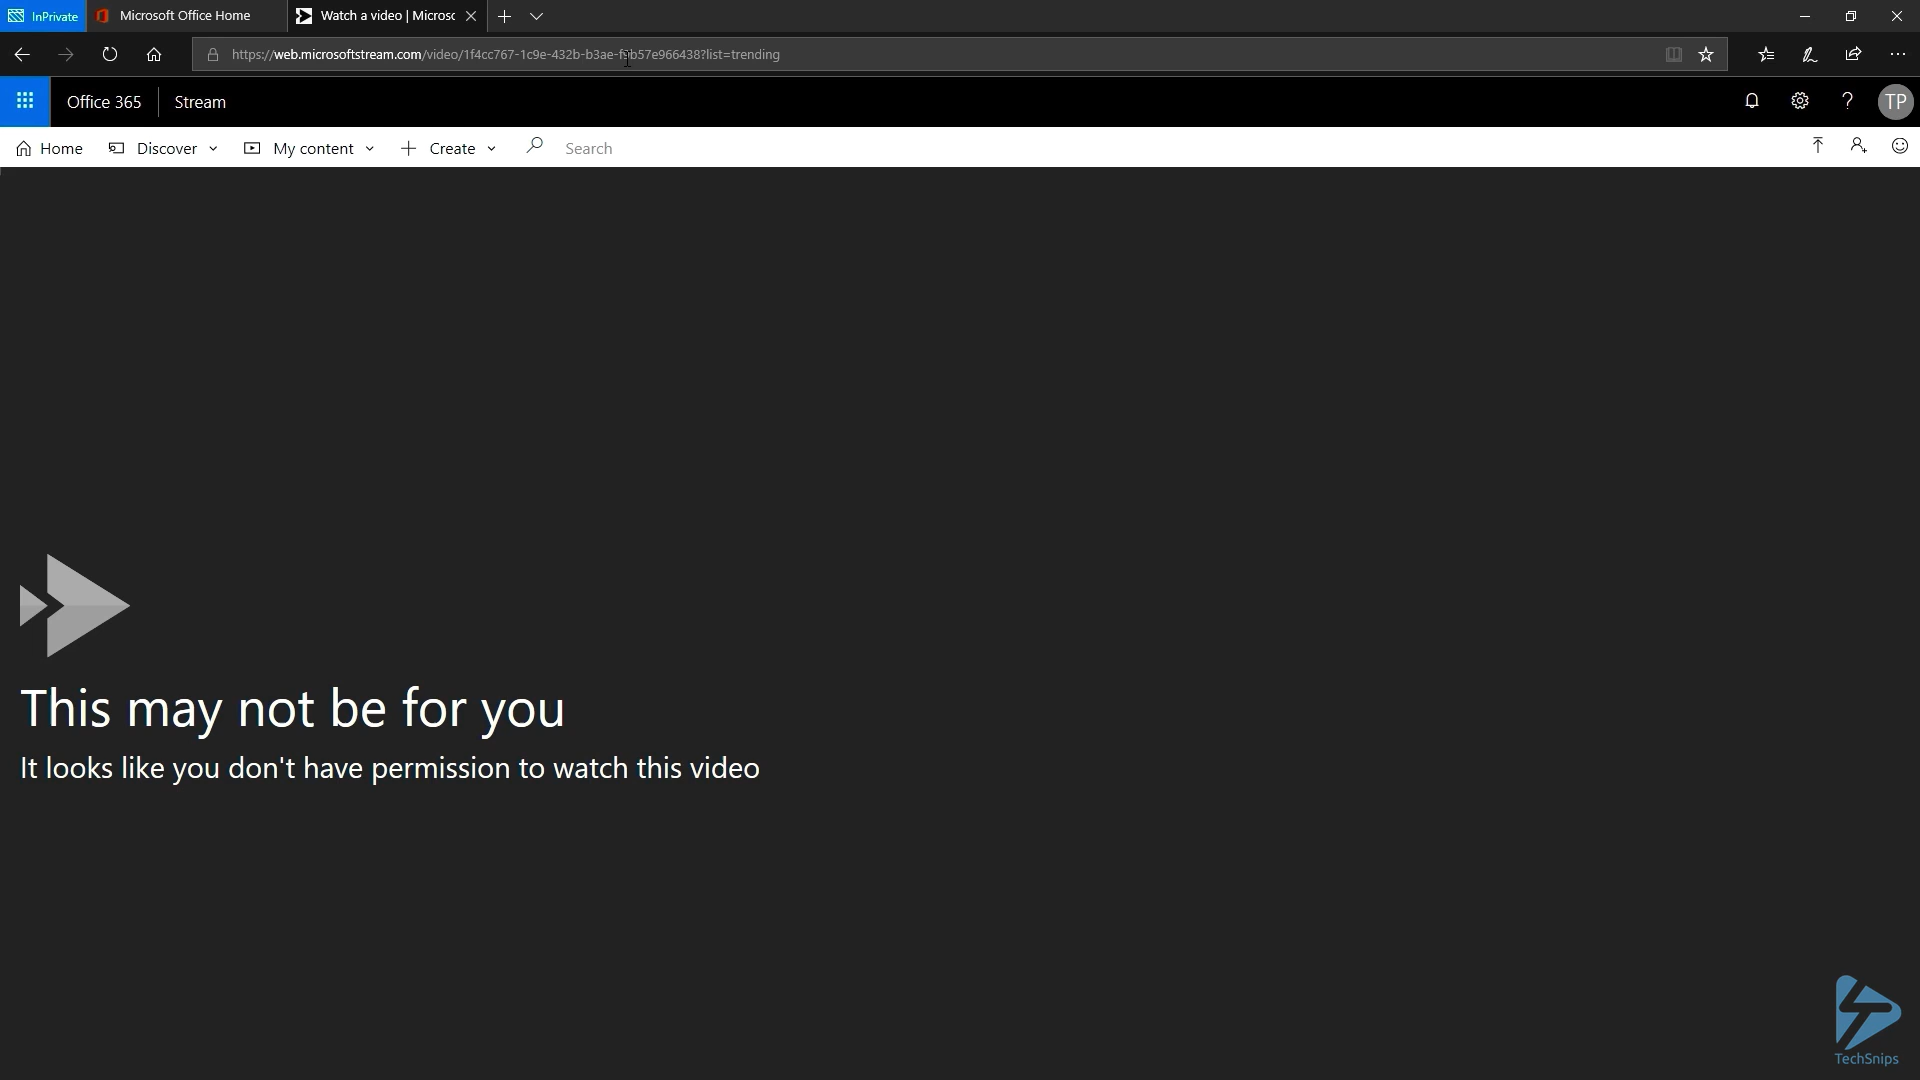 InPrivate
Microsoft Office Home
Watch a video | Microsc
https://web.microsoftstream.com/video/1f4cc767-1c9e-432b-b3ae-f9b57e966438?list=trending
Office 365
Stream
TP
Home
Discover
My content
Create
Search
This may not be for you
It looks like you don't have permission to watch this video
TechSnips